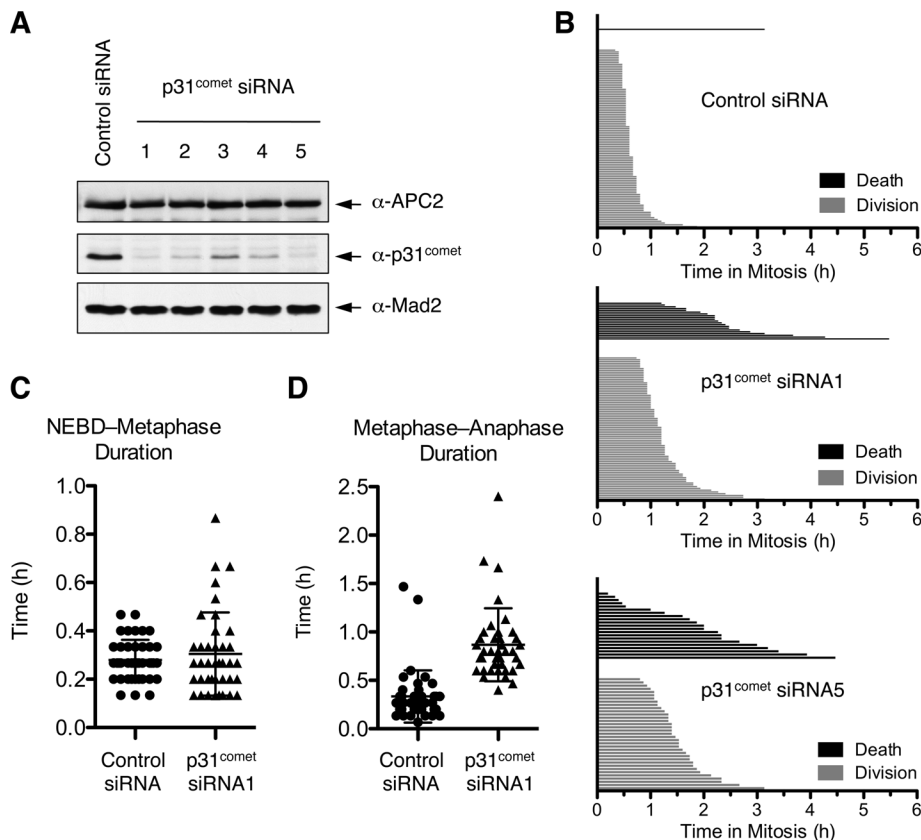 A
Control siRNA
p31comet siRNA
1 2 3 4 5
α-APC2
α-p31comet
α-Mad2
B
Control siRNA
Death
Division
0 1 2 3 4 5 6
Time in Mitosis (h)
p31comet siRNA1
Death
Division
0 1 2 3 4 5 6
Time in Mitosis (h)
p31comet siRNA5
Death
Division
0 1 2 3 4 5 6
Time in Mitosis (h)
C
NEBD–Metaphase
Duration
Time (h)
1.0
0.8
0.6
0.4
0.2
0.0
Control
siRNA
p31comet
siRNA1
D
Metaphase–Anaphase
Duration
Time (h)
2.5
2.0
1.5
1.0
0.5
0.0
Control
siRNA
p31comet
siRNA1